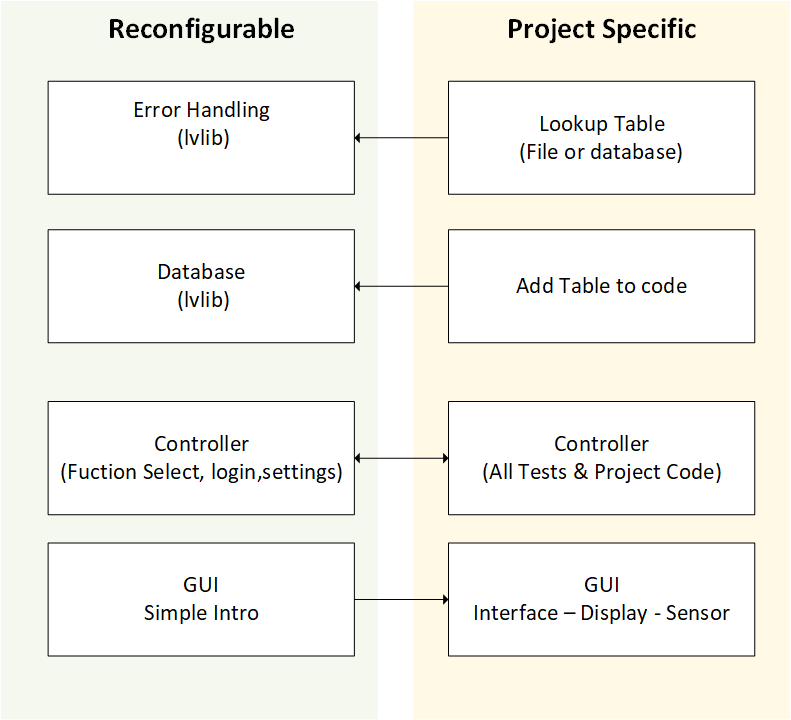 Reconfigurable
Project Specific
Error Handling
(lvlib)
Lookup Table
(File or database)
Database
(lvlib)
Add Table to code
Controller
(Fuction Select, login,settings)
Controller
(All Tests & Project Code)
GUI
Simple Intro
GUI
Interface – Display - Sensor